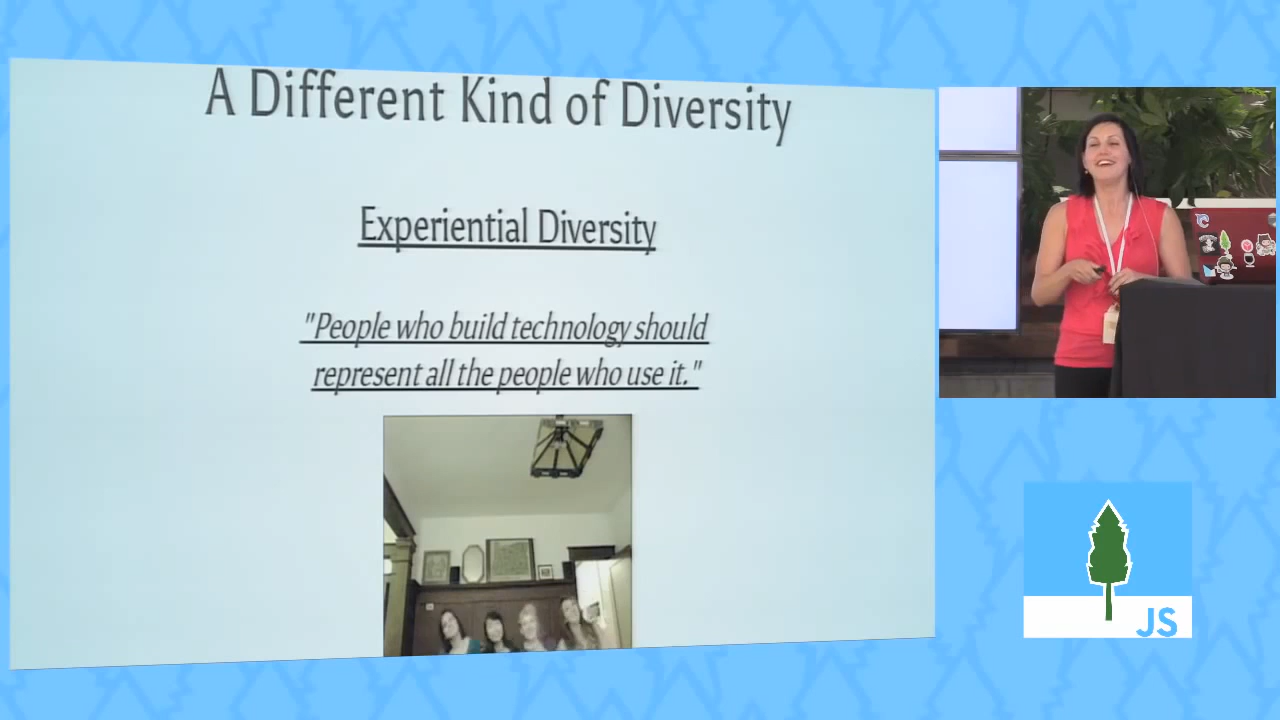 A Different Kind of Diversity
Experiential Diversity
"People who build technology should
represent all the people who use it."
JS